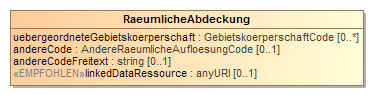 RaeumlicheAbdeckung
uebergeordneteGebietskoerperschaft : GebietskoerperschaftCode [0..*]
andereCode : AndereRaeumlicheAufloesungCode [0..1]
andereCodeFreitext : string [0..1]
«EMPFOHLEN»linkedDataRessource : anyURI [0..1]